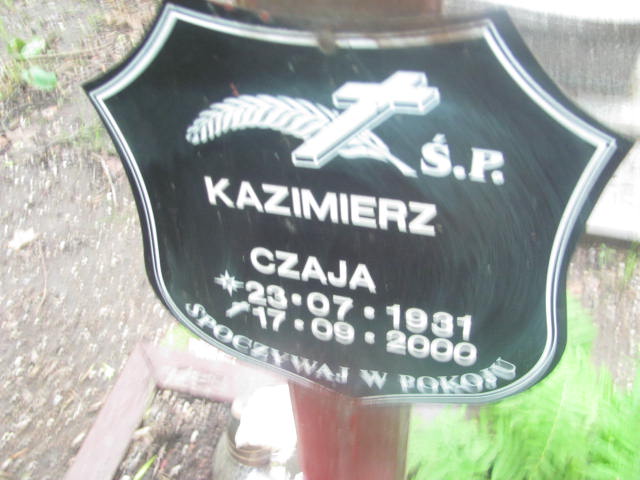 Ś.P.
KAZIMIERZ
CZAJA
23·07·1931
17·09·2000
SPOCZYWAJ W POKOJU